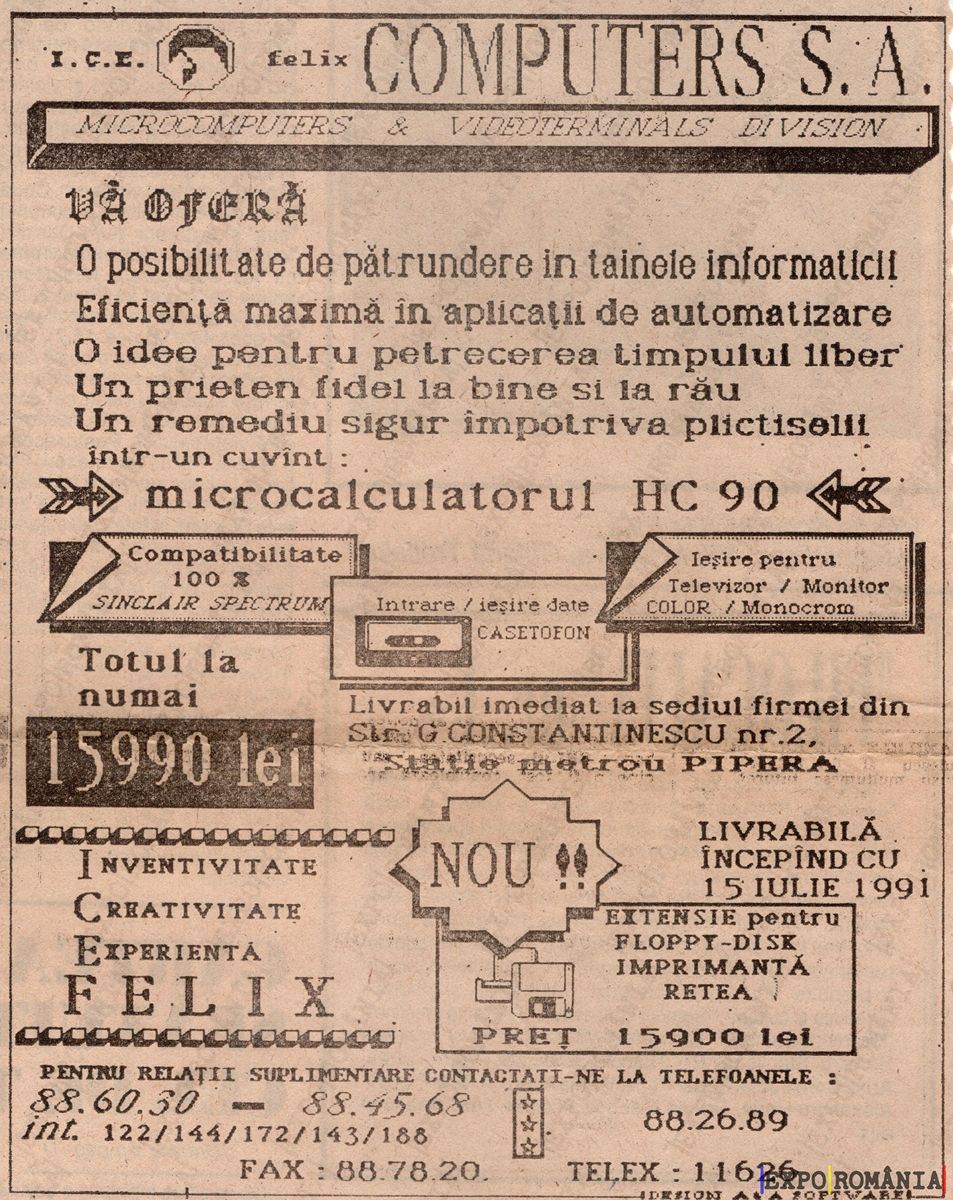 I.C.E. felix COMPUTERS S.A.
MICROCOMPUTERS & VIDEOTERMINALS DIVISION
VĂ OFERĂ
O posibilitate de pătrundere in tainele informaticii
Eficienţă maximă în aplicaţii de automatizare
O idee pentru petrecerea timpului liber
Un prieten fidel la bine si la rău
Un remediu sigur împotriva plictiselii
într-un cuvînt :
microcalculatorul HC 90
Compatibilitate
100 %
SINCLAIR SPECTRUM
Intrare / ieşire date
CASETOFON
Ieşire pentru
Televizor / Monitor
COLOR / Monocrom
Totul la
numai
15990 lei
Livrabil imediat la sediul firmei din
Str. G CONSTANTINESCU nr.2,
Statie metrou PIPERA
INVENTIVITATE
CREATIVITATE
EXPERIENTĂ
FELIX
NOU !!
LIVRABILĂ
ÎNCEPÎND CU
15 IULIE 1991
EXTENSIE pentru
FLOPPY-DISK
IMPRIMANTĂ
RETEA
PREŢ 15900 lei
PENTRU RELAŢII SUPLIMENTARE CONTACTATI-NE LA TELEFOANELE :
88.60.30 — 88.45.68
int. 122/144/172/143/188
88.26.89
FAX : 88.78.20. TELEX : 11626
EXPO ROMÂNIA
DESIGN SOFTWARE